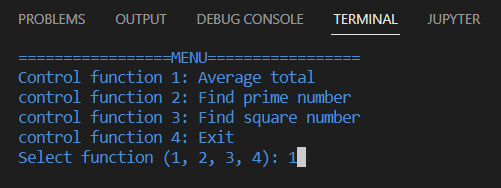 PROBLEMS OUTPUT DEBUG CONSOLE TERMINAL JUPYTER
=================MENU=================
Control function 1: Average total
control function 2: Find prime number
control function 3: Find square number
control function 4: Exit
Select function (1, 2, 3, 4): 1